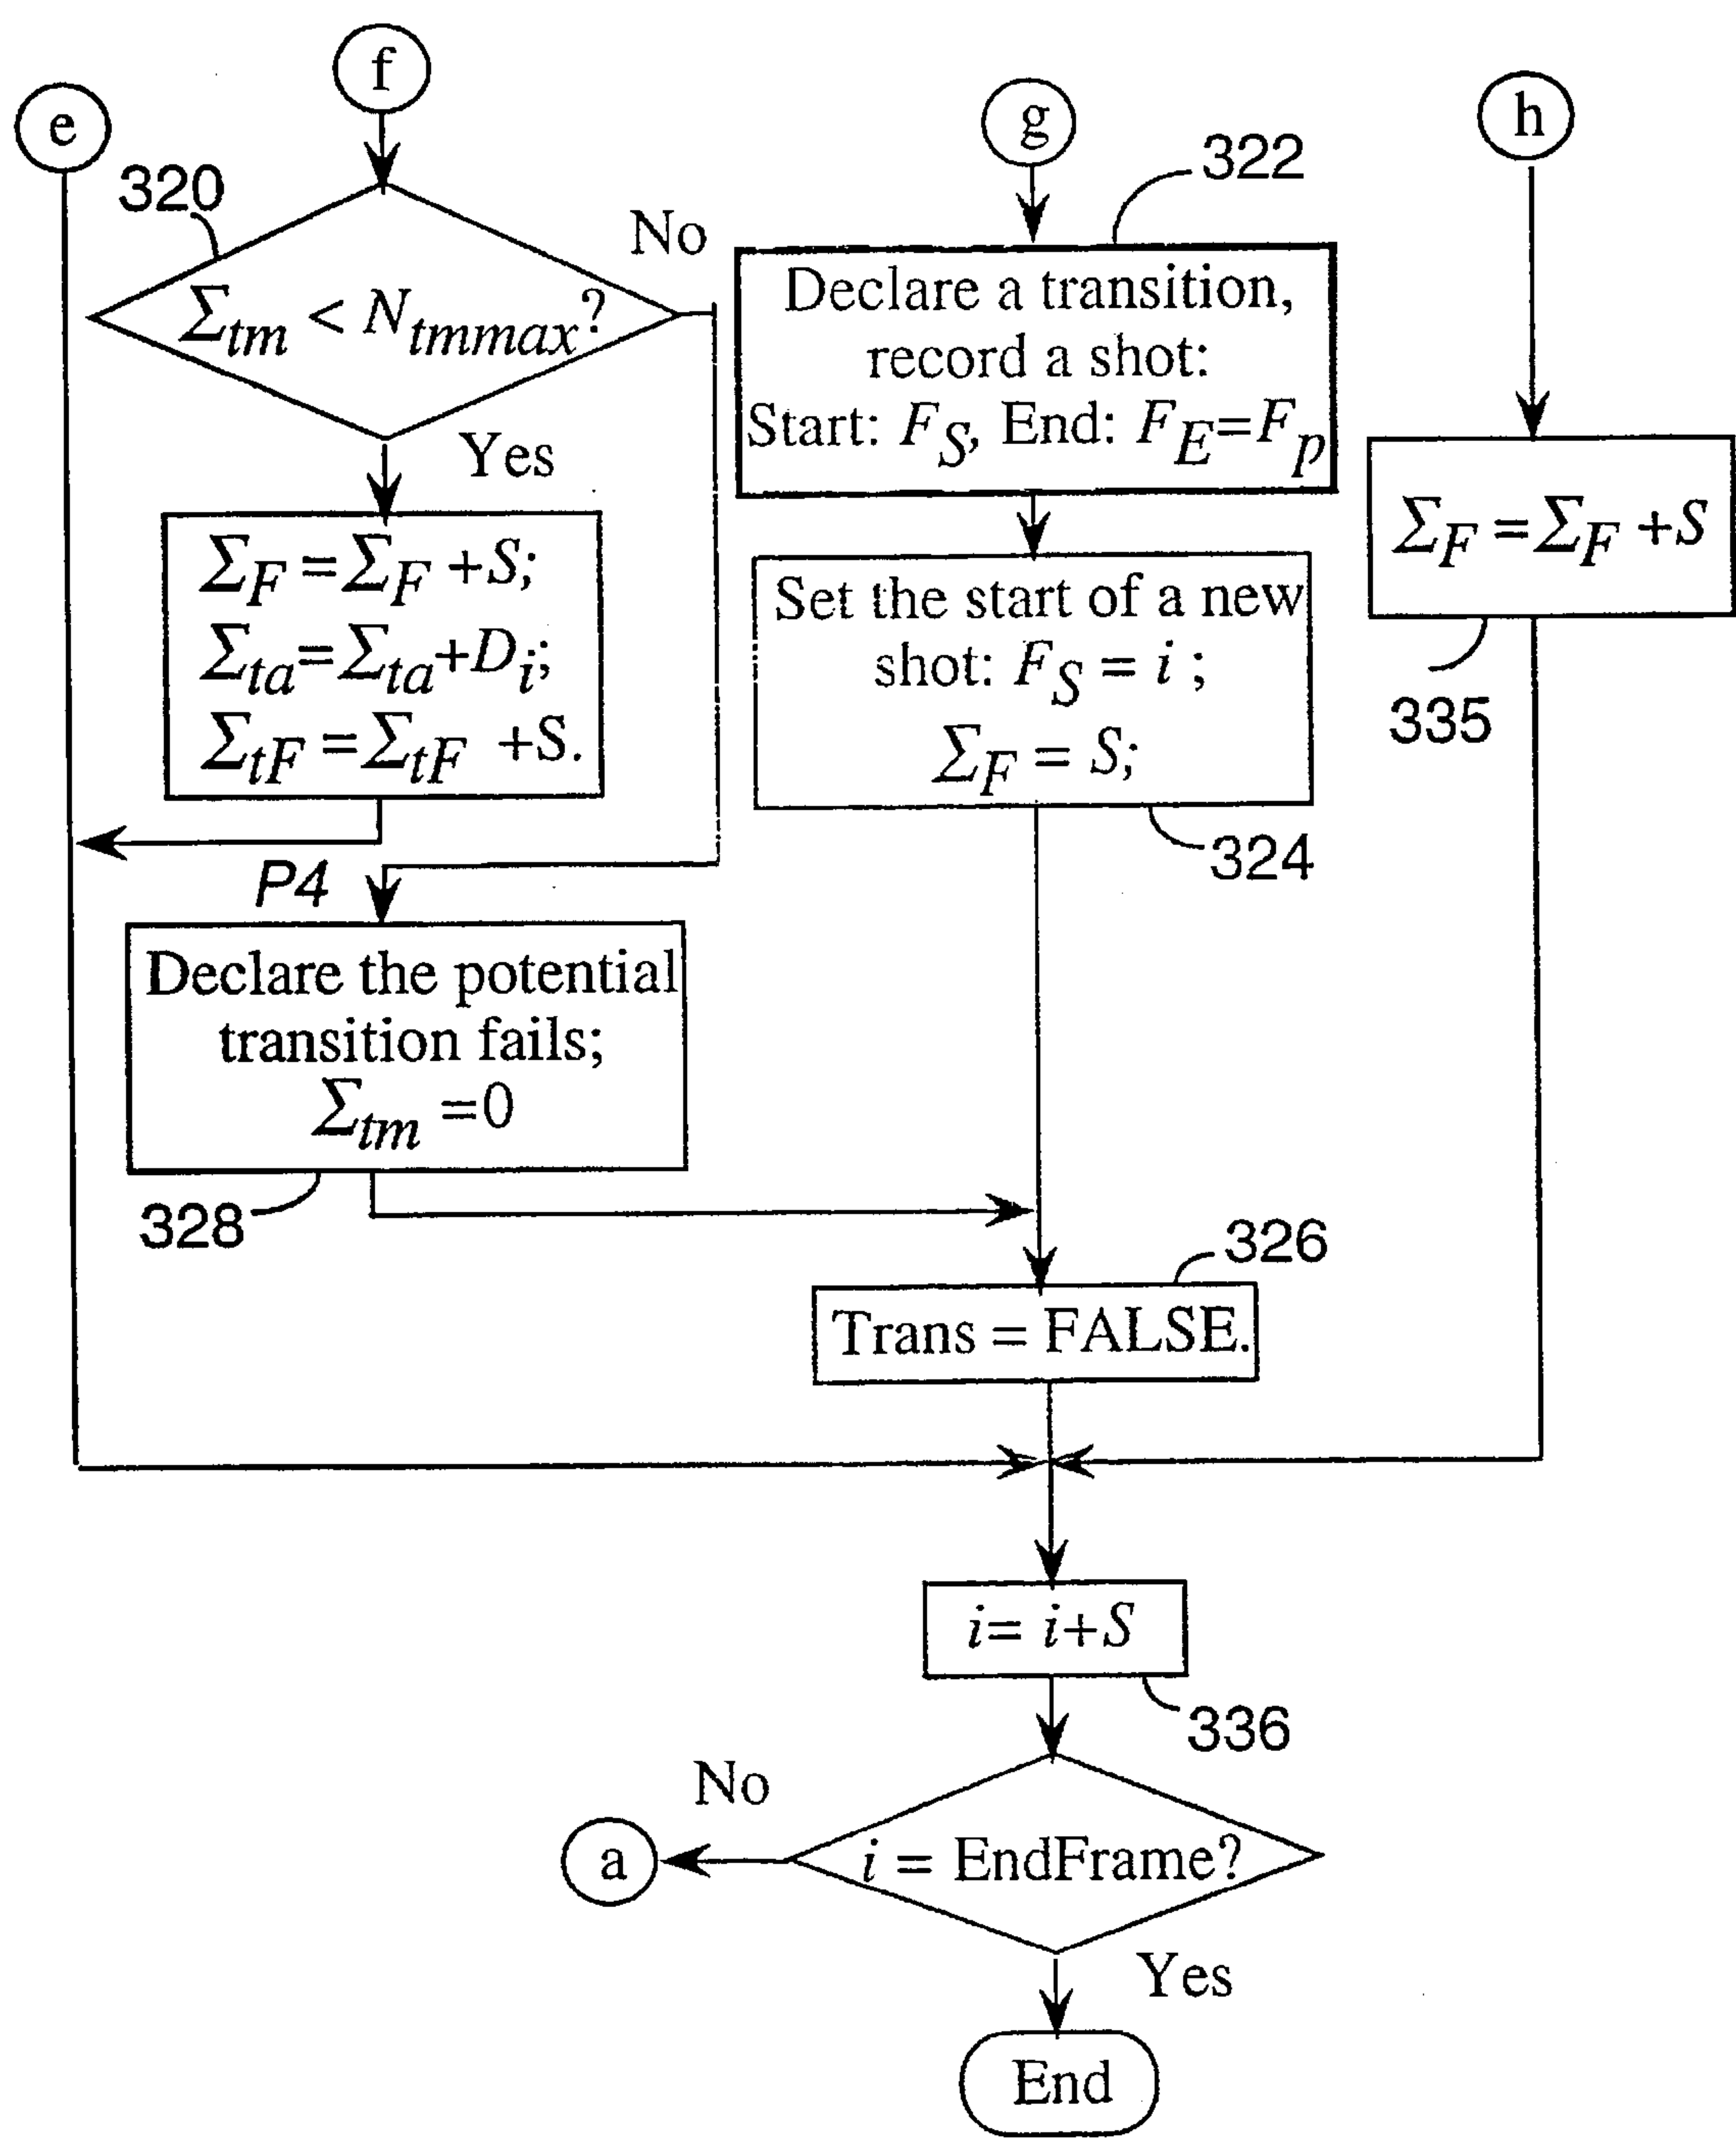 e
f
g
h
320
322
No
Σtm < Ntmmax?
Yes
Declare a transition,
record a shot:
Start: FS, End: FE=Fp
ΣF =ΣF +S;
Σta=Σta+Di;
ΣtF =ΣtF +S.
Set the start of a new
shot: FS = i ;
ΣF = S;
324
ΣF =ΣF +S
335
P4
Declare the potential
transition fails;
Σtm =0
328
326
Trans = FALSE.
i= i+S
336
No
a
i = EndFrame?
Yes
End